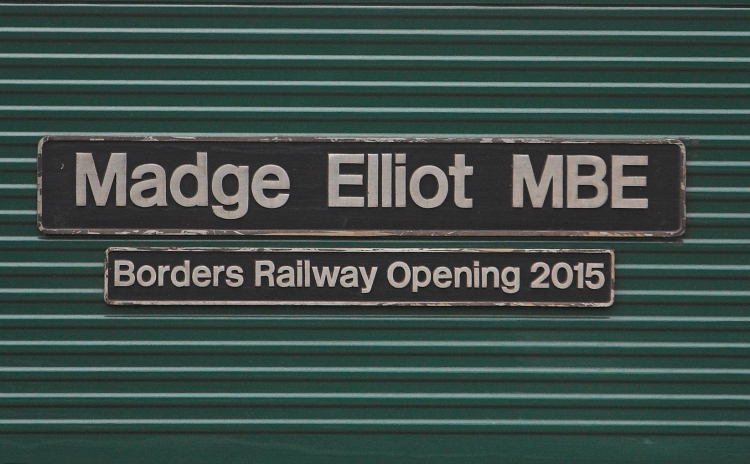 Madge Elliot MBE
Borders Railway Opening 2015